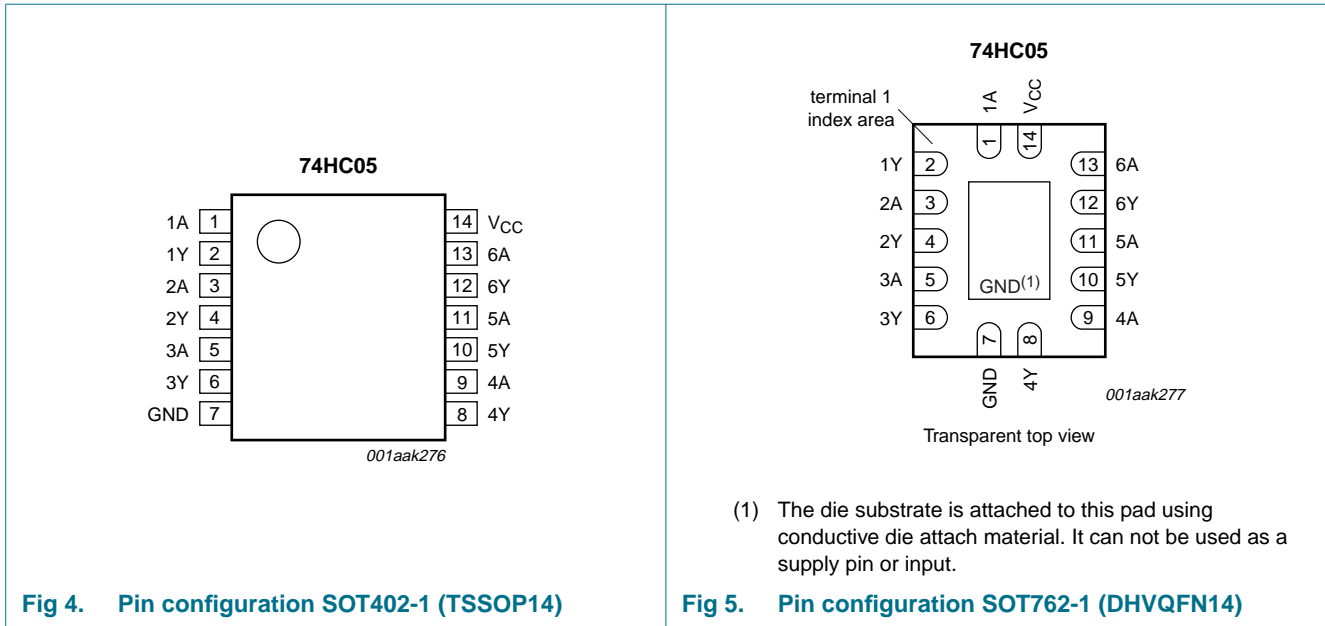 74HC05
1A 1 14 VCC
1Y 2 13 6A
2A 3 12 6Y
2Y 4 11 5A
3A 5 10 5Y
3Y 6 9 4A
GND 7 8 4Y
001aak276
Fig 4. Pin configuration SOT402-1 (TSSOP14)
74HC05
terminal 1
index area
1A VCC
1 14
1Y 2 13 6A
2A 3 12 6Y
2Y 4 11 5A
3A 5 GND(1) 10 5Y
3Y 6 9 4A
7 8
GND 4Y
001aak277
Transparent top view
(1) The die substrate is attached to this pad using
conductive die attach material. It can not be used as a
supply pin or input.
Fig 5. Pin configuration SOT762-1 (DHVQFN14)